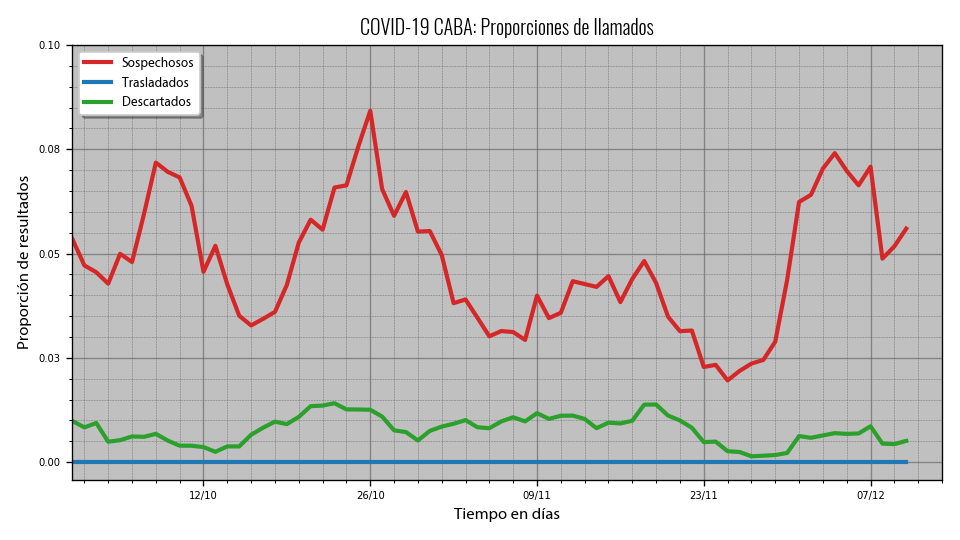 COVID-19 CABA: Proporciones de llamados
0.10
0.08
0.05
0.03
0.00
Proporción de resultados
Sospechosos
Trasladados
Descartados
12/10
26/10
09/11
23/11
07/12
Tiempo en días